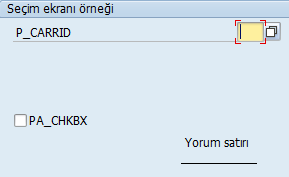 Seçim ekranı örneği
P_CARRID
PA_CHKBX
Yorum satırı